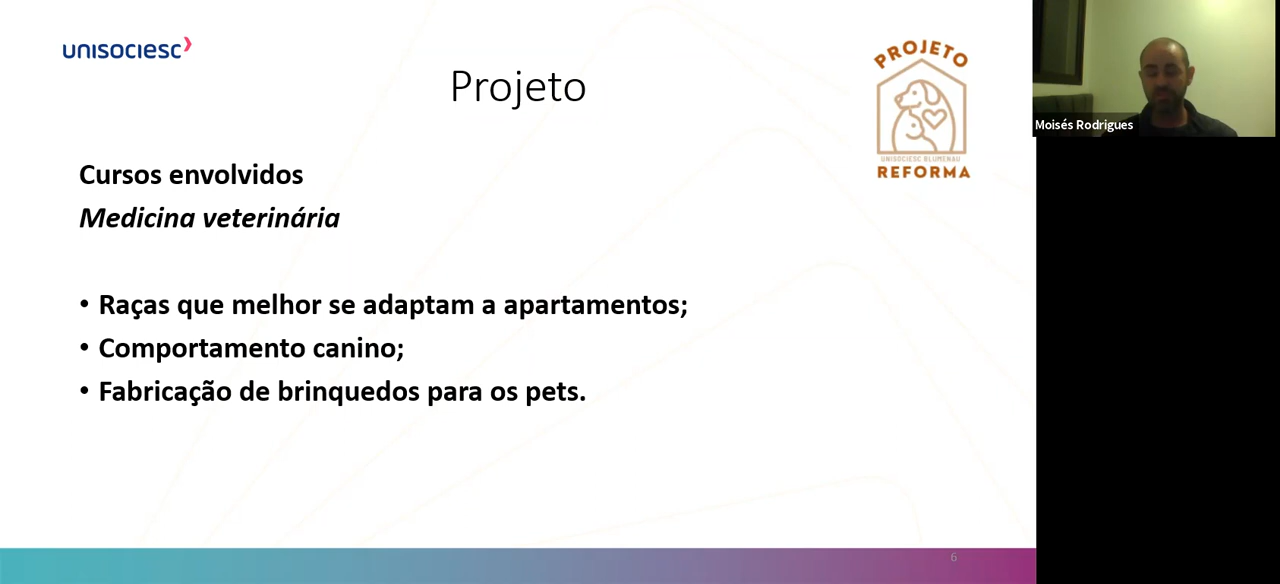 UNISOCIESC
Projeto
PROJETO
UNISOCIESC BLUMENAU
REFORMA
Moisés Rodrigues
Cursos envolvidos
Medicina veterinária
• Raças que melhor se adaptam a apartamentos;
• Comportamento canino;
• Fabricação de brinquedos para os pets.
6